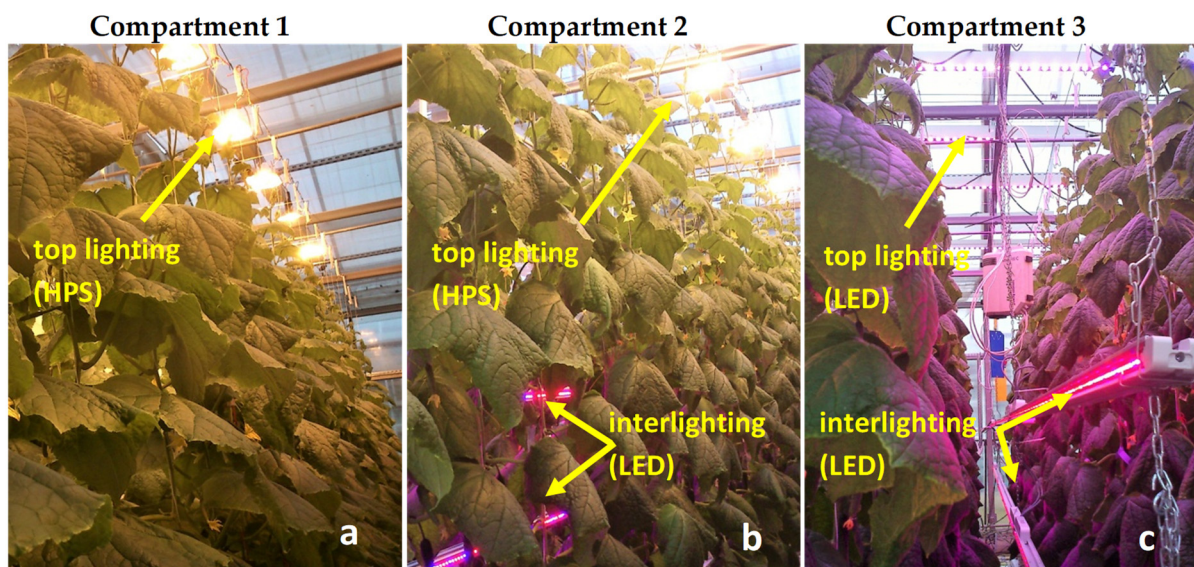 Compartment 1
Compartment 2
Compartment 3
top lighting
(HPS)
a
top lighting
(HPS)
interlighting
(LED)
b
top lighting
(LED)
interlighting
(LED)
c